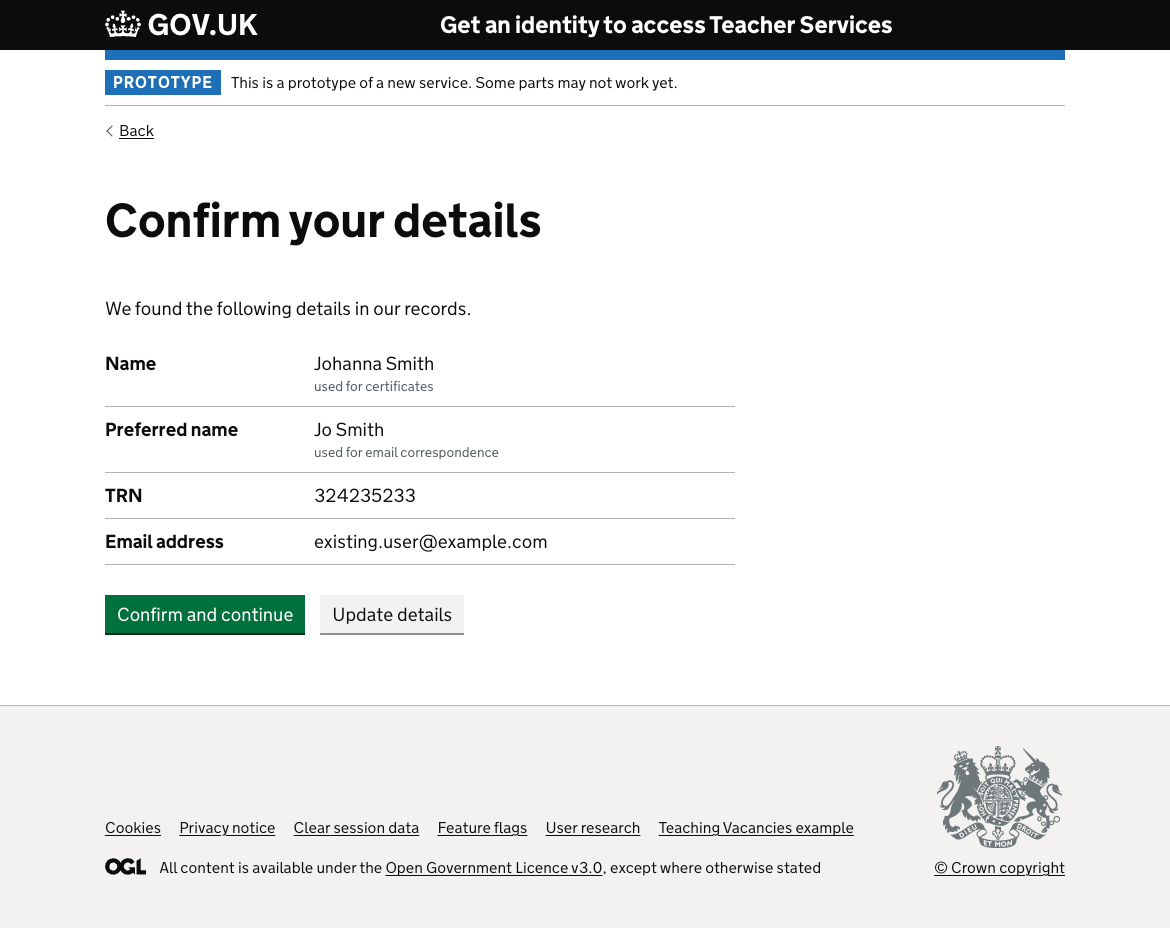 GOV.UK
Get an identity to access Teacher Services
PROTOTYPE This is a prototype of a new service. Some parts may not work yet.
Back
Confirm your details
We found the following details in our records.
Name Johanna Smith
used for certificates
Preferred name Jo Smith
used for email correspondence
TRN 324235233
Email address existing.user@example.com
Confirm and continue Update details
Cookies Privacy notice Clear session data Feature flags User research Teaching Vacancies example
OGL All content is available under the Open Government Licence v3.0, except where otherwise stated
DIEU ET MON DROIT
© Crown copyright